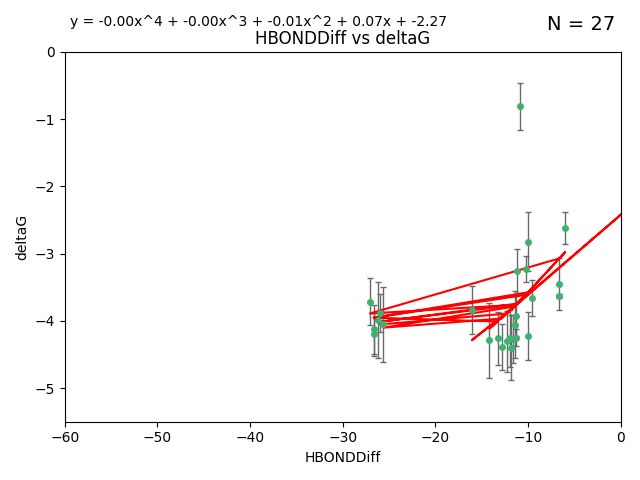 y = -0.00x^4 + -0.00x^3 + -0.01x^2 + 0.07x + -2.27
N = 27
HBONDDiff vs deltaG
0
−1
−2
−3
−4
−5
deltaG
−60 −50 −40 −30 −20 −10 0
HBONDDiff